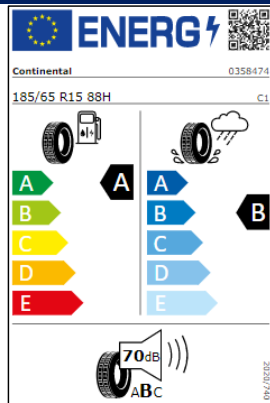 ENERG
Continental 0358474
185/65 R15 88H C1
A A A
B B B
C C
D D
E E
70dB
ABC
2020/740